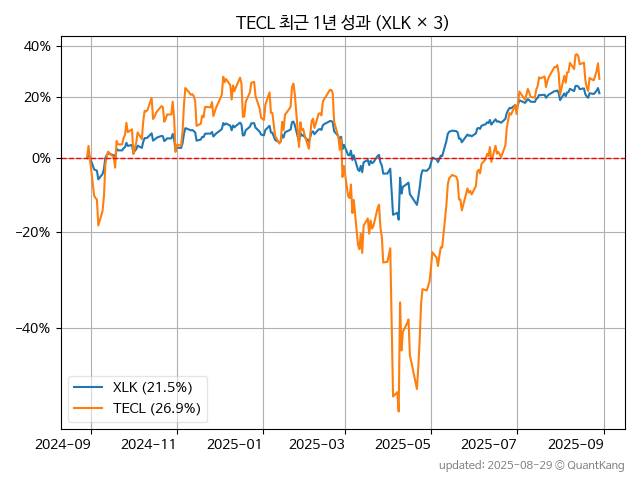 TECL 최근 1년 성과 (XLK × 3)
40%
20%
0%
−20%
−40%
XLK (21.5%)
TECL (26.9%)
2024-09 2024-11 2025-01 2025-03 2025-05 2025-07 2025-09
updated: 2025-08-29 © QuantKang